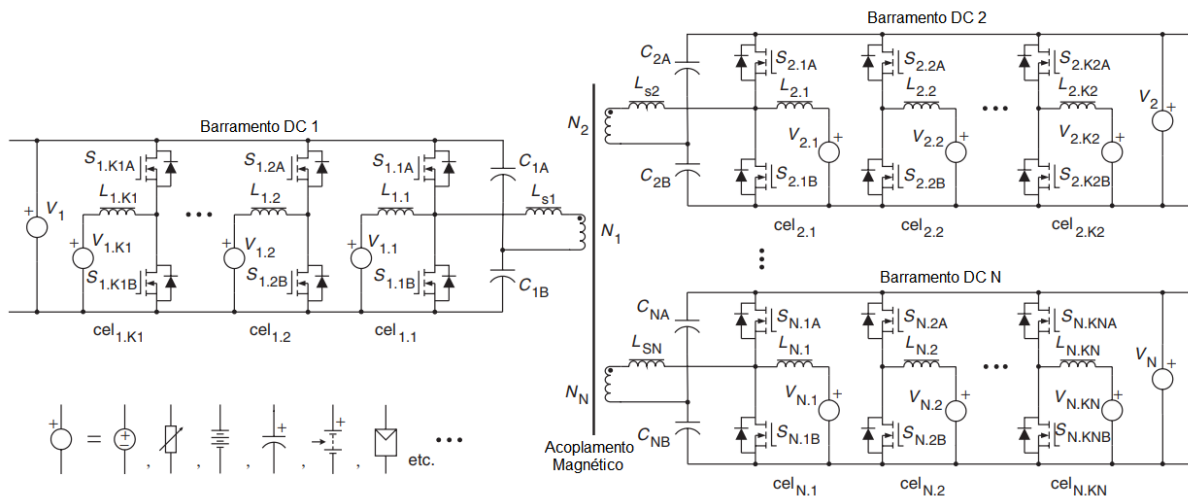 Barramento DC 2
C2A
S2.1A
S2.2A
S2.K2A
Ls2
L2.1
L2.2
L2.K2
V2
+
N2
V2.1
+
V2.2
+
V2.K2
+
C2B
S2.1B
S2.2B
S2.K2B
cel2.1
cel2.2
cel2.K2
Barramento DC 1
S1.K1A
S1.2A
S1.1A
C1A
L1.K1
L1.2
L1.1
Ls1
+
V1
+
V1.K1
+
V1.2
+
V1.1
N1
S1.K1B
S1.2B
S1.1B
C1B
cel1.K1
cel1.2
cel1.1
Barramento DC N
CNA
SN.1A
SN.2A
SN.KNA
LSN
LN.1
LN.2
LN.KN
VN
+
NN
VN.1
+
VN.2
+
VN.KN
+
CNB
SN.1B
SN.2B
SN.KNB
celN.1
celN.2
celN.KN
Acoplamento
Magnético
+ = + − , , , + , + , etc.